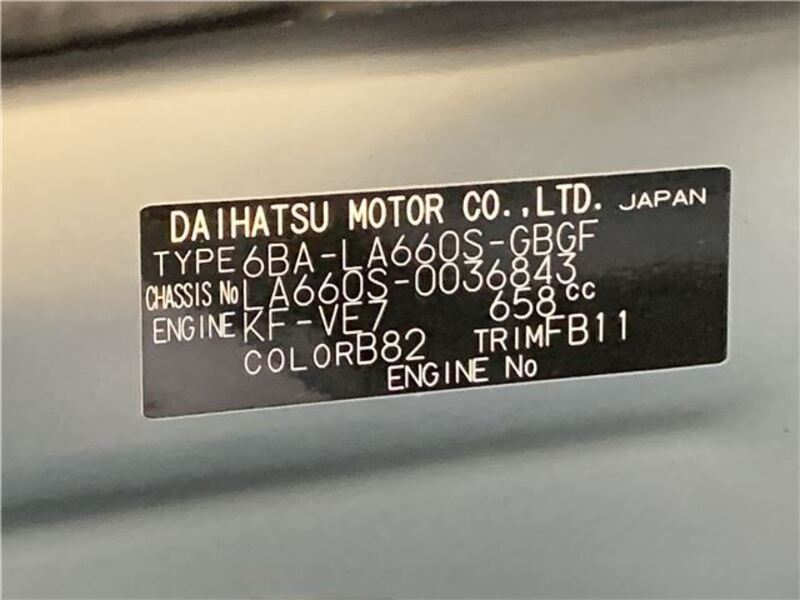 DAIHATSU MOTOR CO.,LTD. JAPAN
TYPE 6BA-LA660S-GBGF
CHASSIS No LA660S-0036843
ENGINE KF-VE7 658cc
COLOR B82 TRIM FB11
ENGINE No